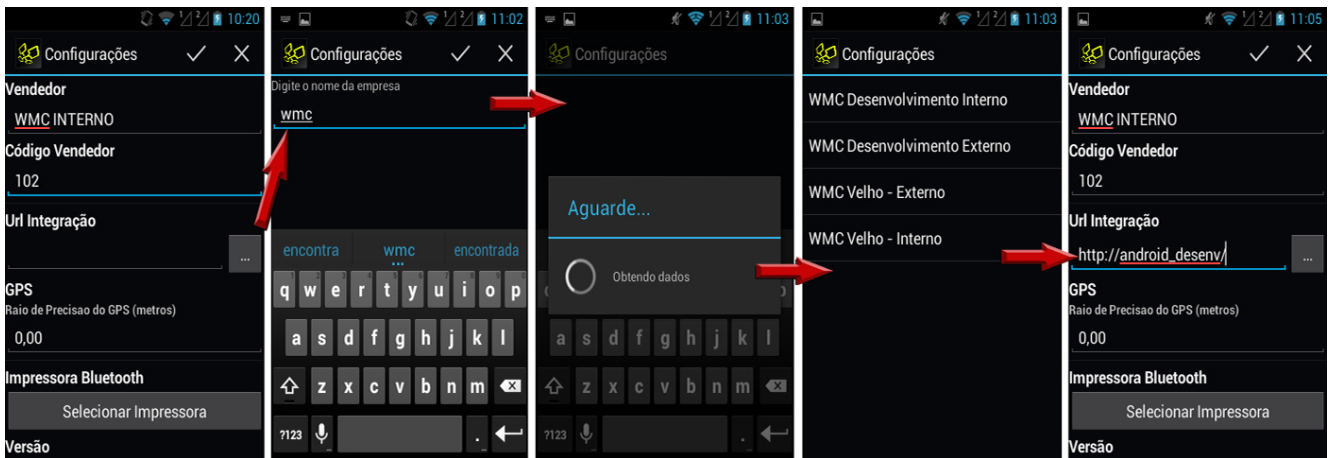 10:20
Configurações
Vendedor
WMC INTERNO
Código Vendedor
102
Url Integração
...
GPS
Raio de Precisao do GPS (metros)
0,00
Impressora Bluetooth
Selecionar Impressora
Versão
11:02
Configurações
Digite o nome da empresa
wmc
encontra wmc encontrada
q w e r t y u i o p
a s d f g h j k l
z x c v b n m
?123 .
11:03
Configurações
Aguarde...
Obtendo dados
a s d f g h j k l
z x c v b n m
?123 .
11:03
Configurações
WMC Desenvolvimento Interno
WMC Desenvolvimento Externo
WMC Velho - Externo
WMC Velho - Interno
11:05
Configurações
Vendedor
WMC INTERNO
Código Vendedor
102
Url Integração
http://android_desenv/
...
GPS
Raio de Precisao do GPS (metros)
0,00
Impressora Bluetooth
Selecionar Impressora
Versão